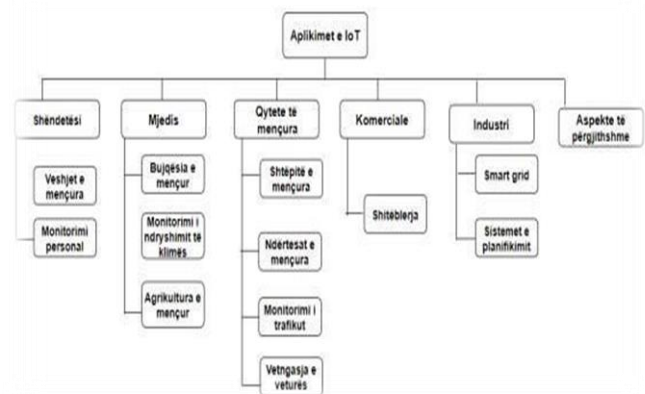 Aplikimet e IoT
Shëndetësi
Mjedis
Qytete të
mençura
Komerciale
Industri
Aspekte të
përgjithshme
Veshjet e
mençura
Monitorimi
personal
Bujqësia e
mençur
Monitorimi i
ndryshimit të
klimës
Agrikultura e
mençur
Shtëpitë e
mençura
Ndërtesat e
mençura
Monitorimi i
trafikut
Vetngasja e
veturës
Shitëblerja
Smart grid
Sistemet e
planifikimit